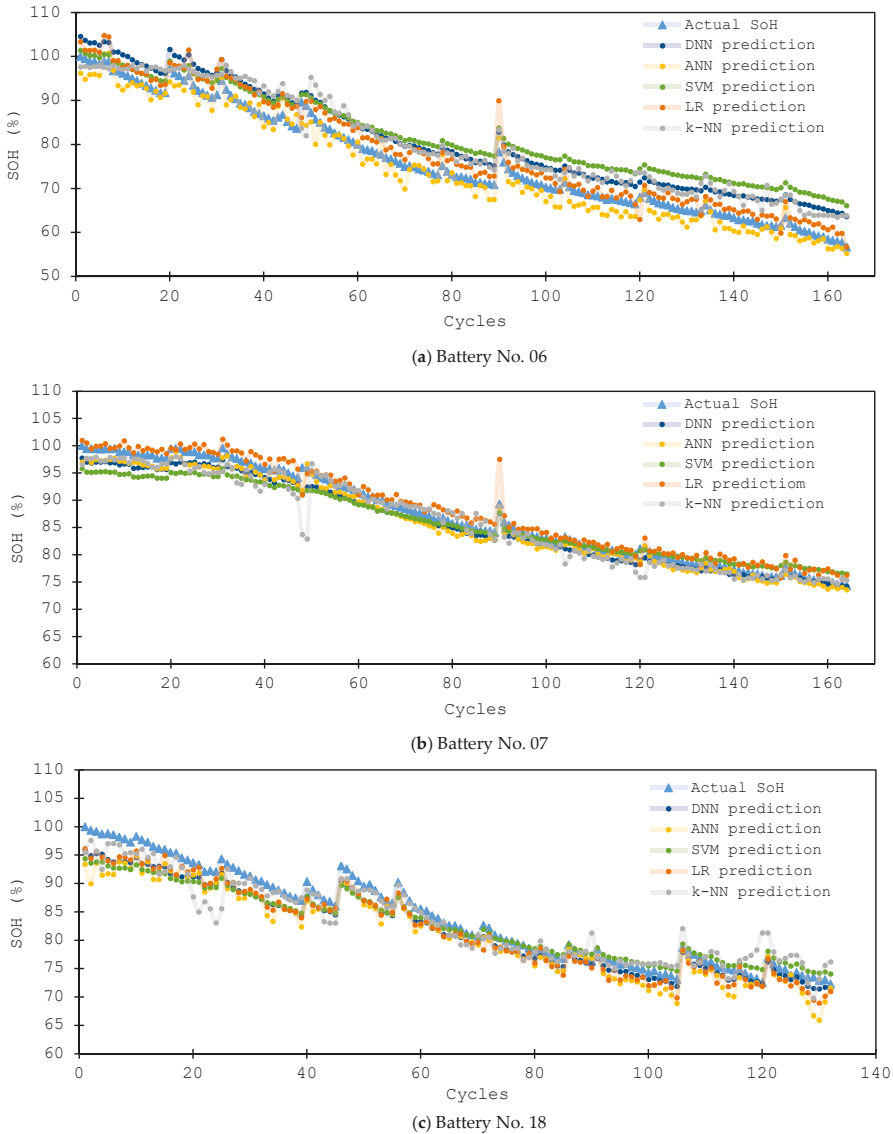 110
100
90
80
70
60
50
SOH (%)
0
20
40
60
80
100
120
140
160
Cycles
Actual SoH
DNN prediction
ANN prediction
SVM prediction
LR prediction
k-NN prediction
(a) Battery No. 06
110
105
100
95
90
85
80
75
70
65
60
SOH (%)
0
20
40
60
80
100
120
140
160
Cycles
Actual SoH
DNN prediction
ANN prediction
SVM prediction
LR predictiom
k-NN prediction
(b) Battery No. 07
110
105
100
95
90
85
80
75
70
65
60
SOH (%)
0
20
40
60
80
100
120
140
Cycles
Actual SoH
DNN prediction
ANN prediction
SVM prediction
LR prediction
k-NN prediction
(c) Battery No. 18